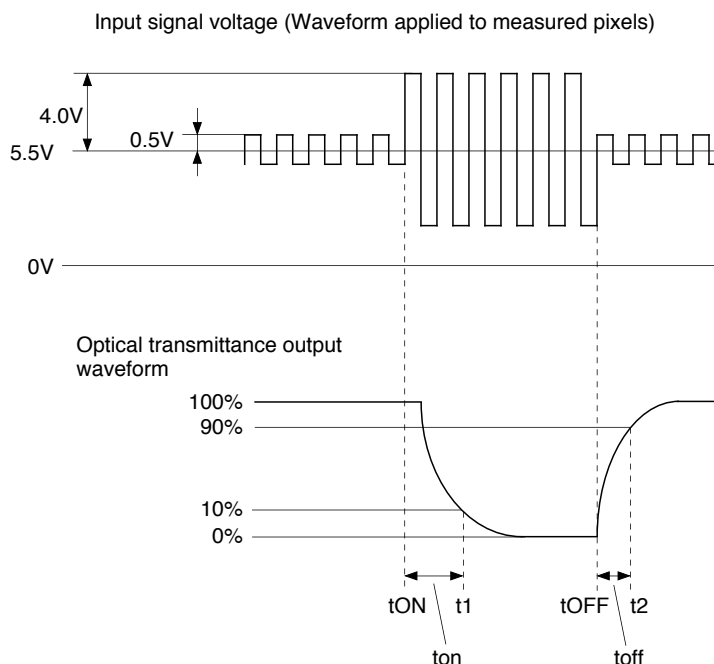 Input signal voltage (Waveform applied to measured pixels)
4.0V
0.5V
5.5V
0V
Optical transmittance output
waveform
100%
90%
10%
0%
tON t1 tOFF t2
ton toff